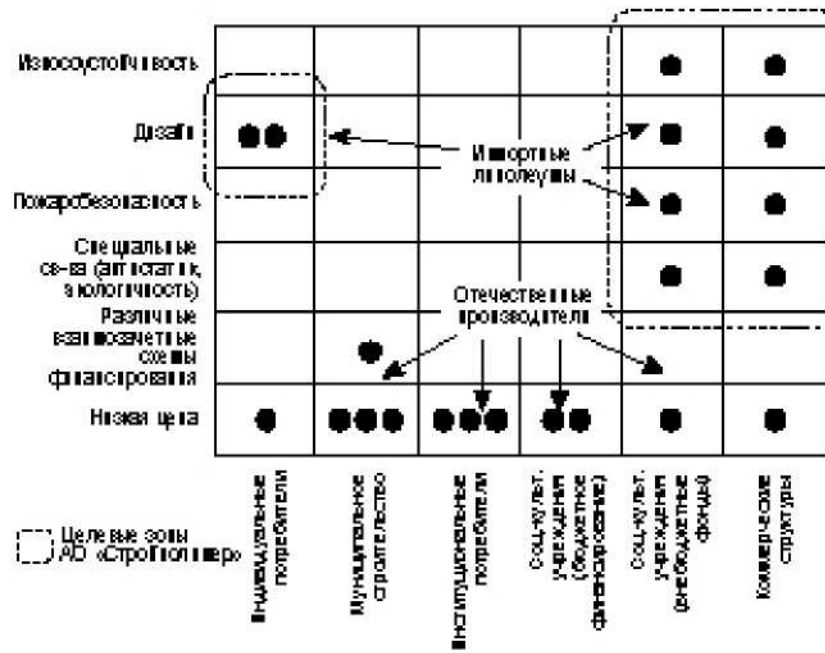 Износоустойчивость
Дизайн
Импортные
линолеумы
Пожаробезопасность
Специальные
св-ва (антистатик,
экологичность)
Отечественные
производители
Различные
взаимозачетные
схемы
финансирования
Низкая цена
Индивидуальные
потребители
Муниципальное
строительство
Институциональные
потребители
Соц.-культ.
учреждения
(бюджетное
финансирование)
Соц.-культ.
учреждения
(внебюджетные
фонды)
Коммерческие
структуры
Целевые зоны
АО «Стройполимер»